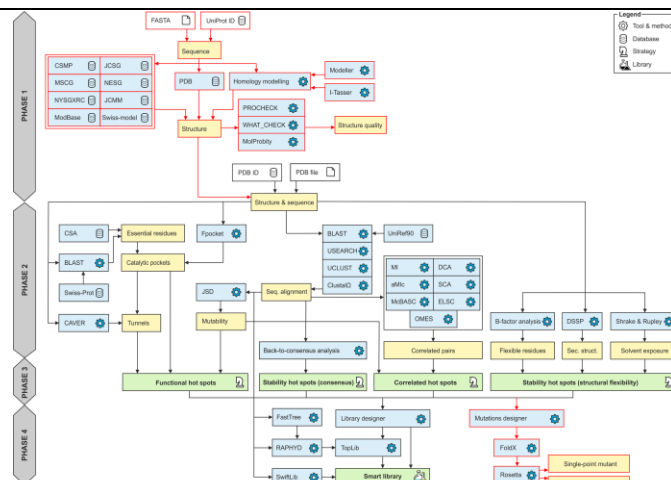 FASTA
UniProt ID
Legend
Tool & method
Database
Strategy
Library
Sequence
CSMP
JCSG
MSCG
NESG
NYSGXRC
JCMM
ModBase
Swiss-model
PDB
Homology modelling
Modeller
I-Tasser
PHASE 1
PROCHECK
WHAT_CHECK
MolProbity
Structure
Structure quality
PDB ID
PDB file
Structure & sequence
PHASE 2
CSA
Essential residues
Fpocket
BLAST
UniRef90
BLAST
Catalytic pockets
USEARCH
UCLUST
ClustalO
Swiss-Prot
JSD
Seq. alignment
MI
DCA
aMIc
SCA
McBASC
ELSC
OMES
CAVER
Tunnels
Mutability
B-factor analysis
DSSP
Shrake & Rupley
Back-to-consensus analysis
Correlated pairs
Flexible residues
Sec. struct.
Solvent exposure
PHASE 3
Functional hot spots
Stability hot spots (consensus)
Correlated hot spots
Stability hot spots (structural flexibility)
PHASE 4
FastTree
Library designer
Mutations designer
RAPHYD
TopLib
FoldX
SwiftLib
Smart library
Rosetta
Single-point mutant